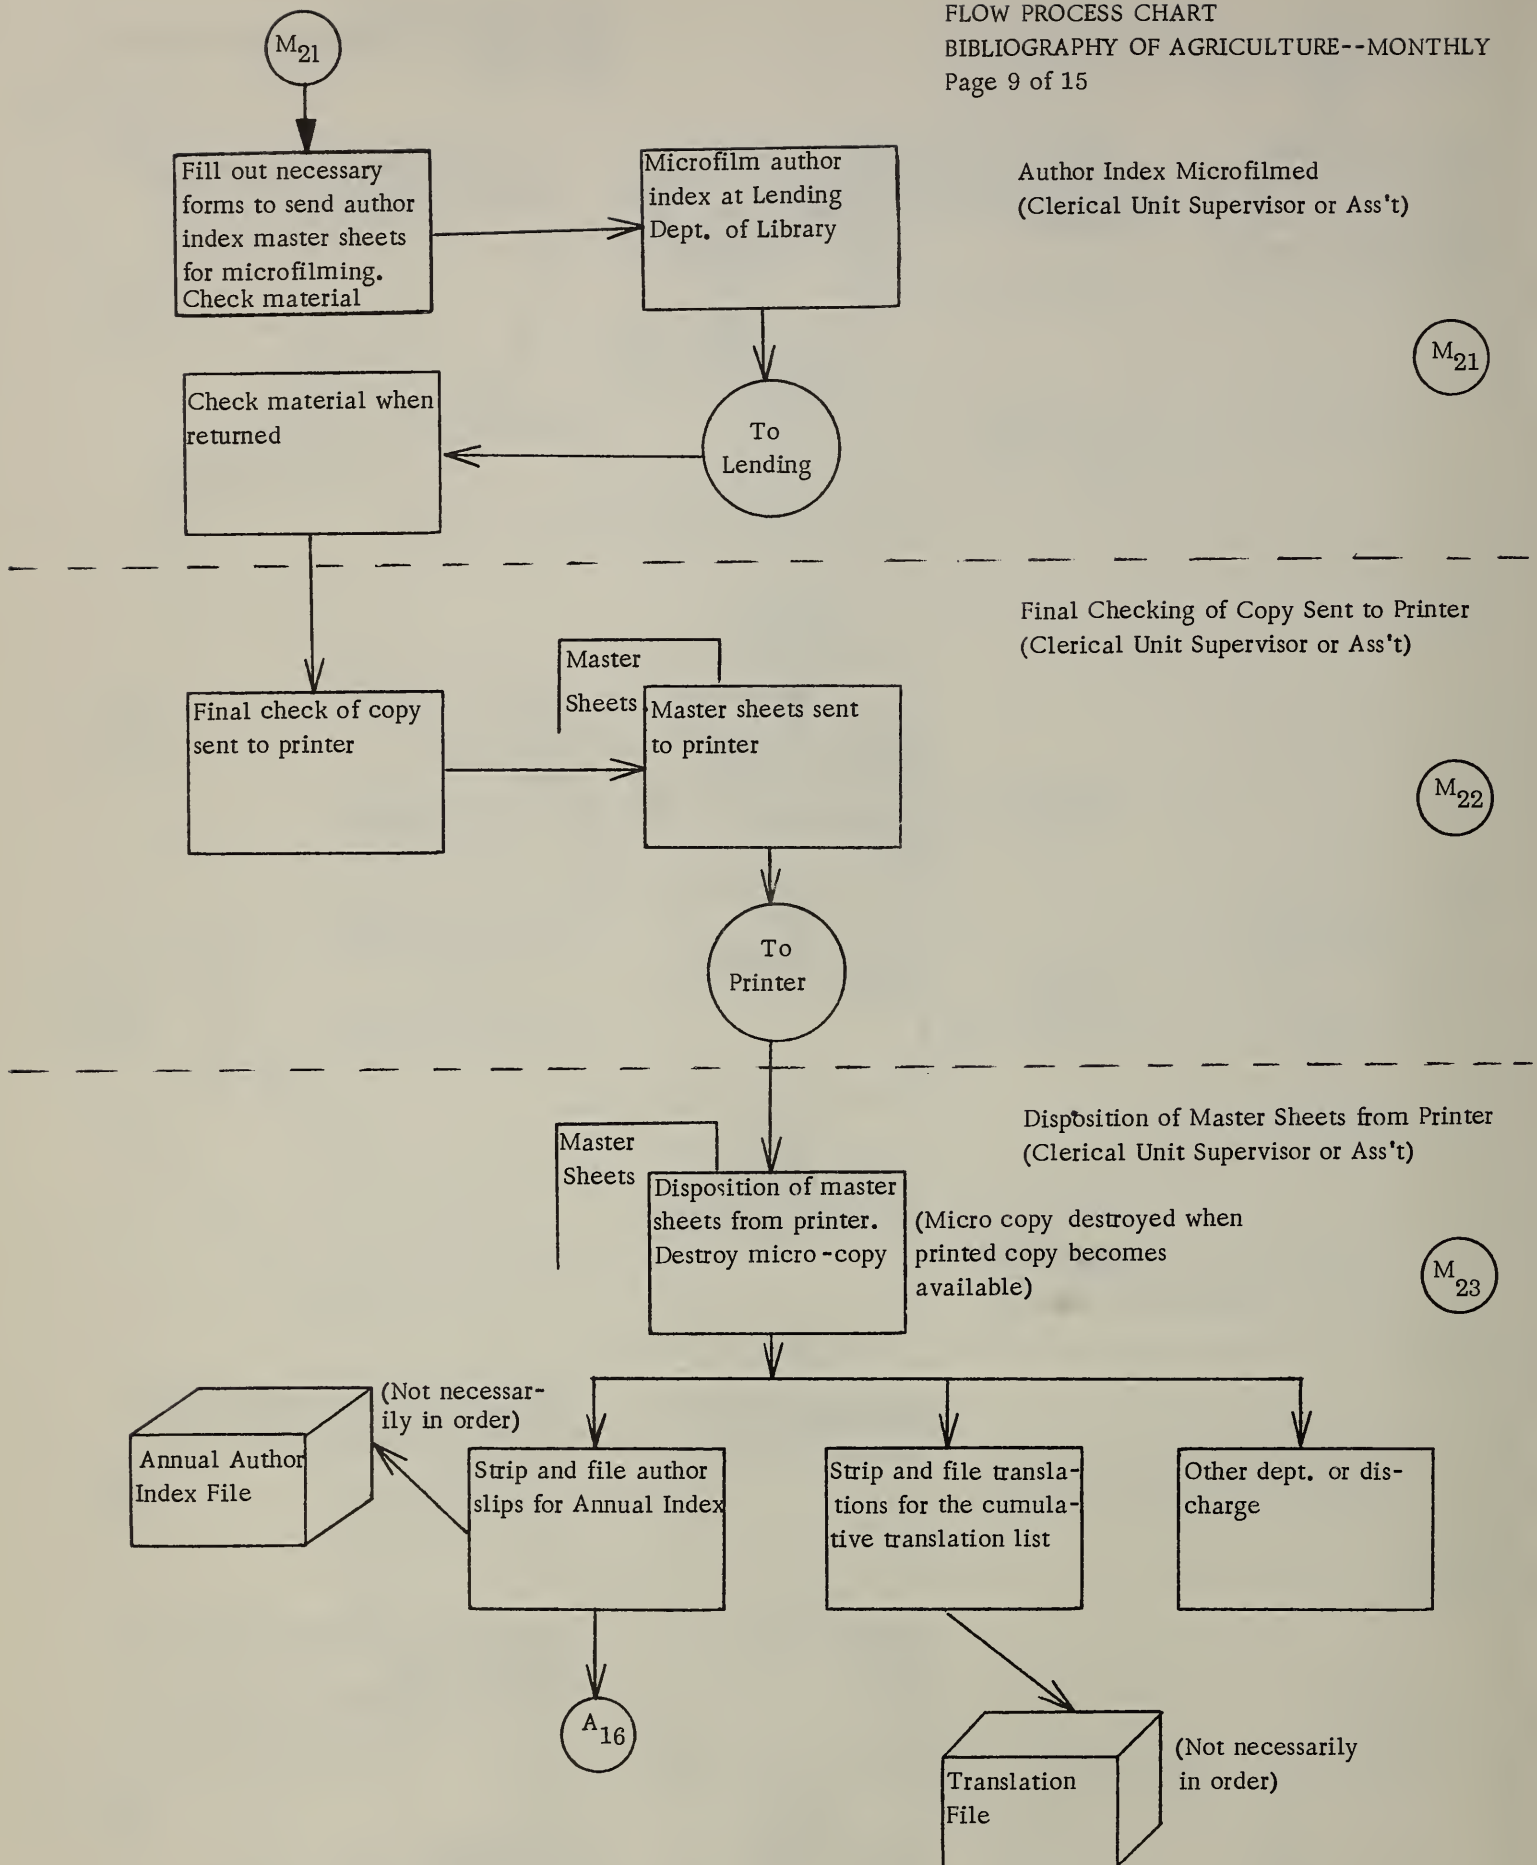 FLOW PROCESS CHART
BIBLIOGRAPHY OF AGRICULTURE--MONTHLY
Page 9 of 15
M21
Fill out necessary
forms to send author
index master sheets
for microfilming.
Check material
Microfilm author
index at Lending
Dept. of Library
Author Index Microfilmed
(Clerical Unit Supervisor or Ass't)
M21
Check material when
returned
To
Lending
Final Checking of Copy Sent to Printer
(Clerical Unit Supervisor or Ass't)
Master
Sheets
Final check of copy
sent to printer
Master sheets sent
to printer
M22
To
Printer
Disposition of Master Sheets from Printer
(Clerical Unit Supervisor or Ass't)
Master
Sheets
Disposition of master
sheets from printer.
Destroy micro-copy
(Micro copy destroyed when
printed copy becomes
available)
M23
(Not necessar-
ily in order)
Annual Author
Index File
Strip and file author
slips for Annual Index
Strip and file transla-
tions for the cumula-
tive translation list
Other dept. or dis-
charge
A16
Translation
File
(Not necessarily
in order)